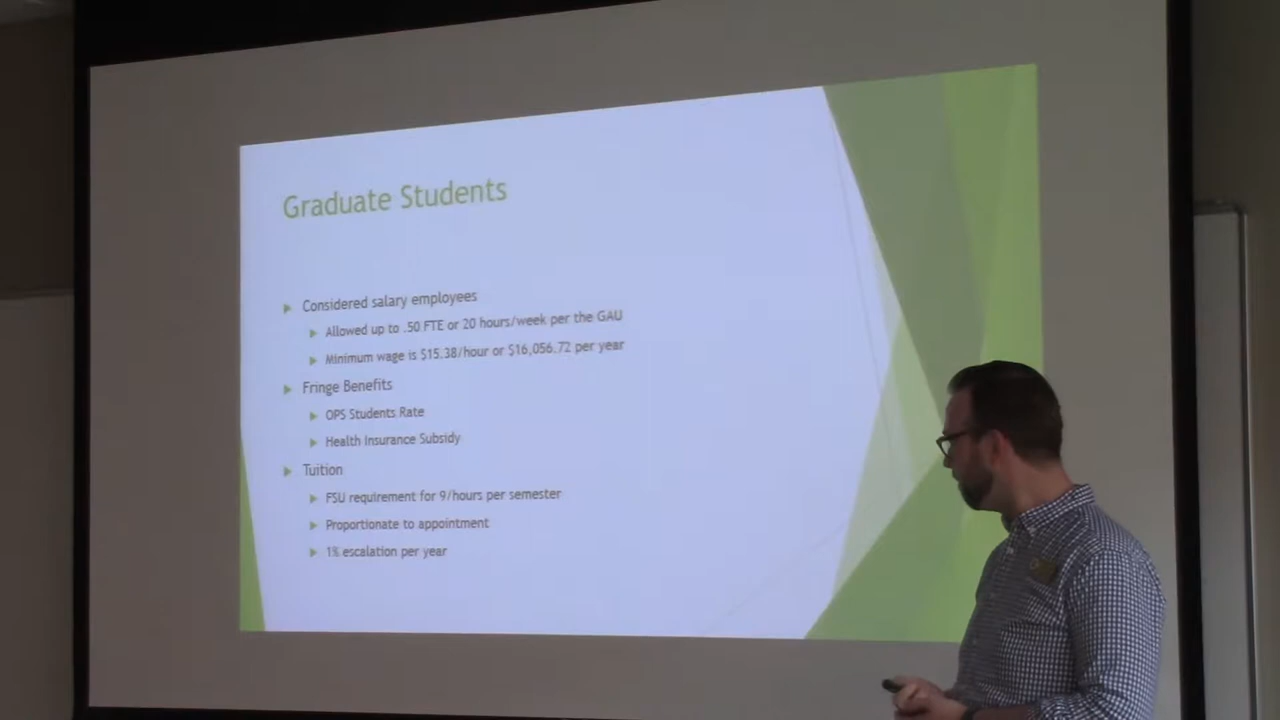 Graduate Students
Considered salary employees
Allowed up to .50 FTE or 20 hours/week per the GAU
Minimum wage is $15.38/hour or $16,056.72 per year
Fringe Benefits
OPS Students Rate
Health Insurance Subsidy
Tuition
FSU requirement for 9/hours per semester
Proportionate to appointment
1% escalation per year